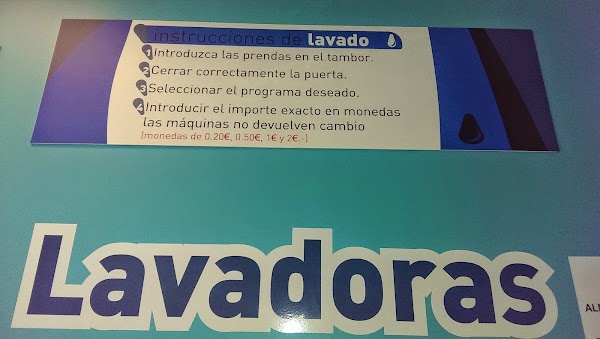 instrucciones de lavado
1 Introduzca las prendas en el tambor.
2 Cerrar correctamente la puerta.
3 Seleccionar el programa deseado.
4 Introducir el importe exacto en monedas
las máquinas no devuelven cambio
(monedas de 0.20€, 0.50€, 1€ y 2€.-)
Lavadoras